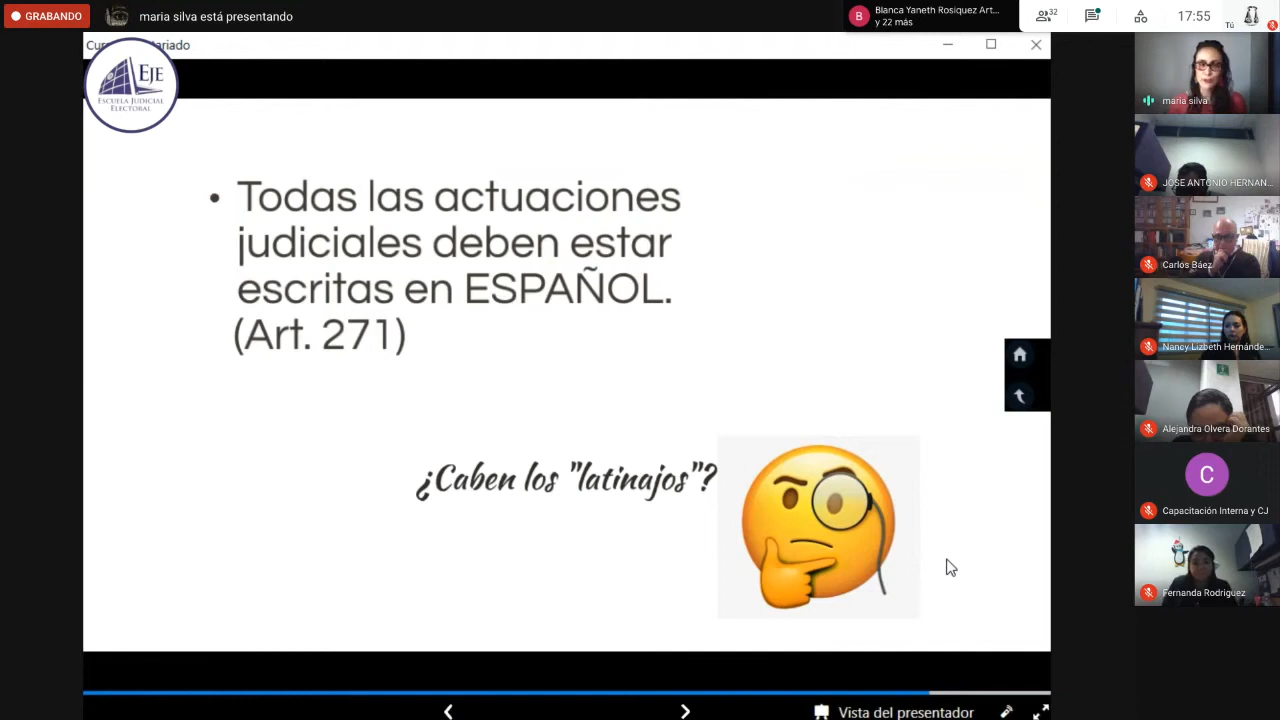 GRABANDO
maria silva está presentando
B
Blanca Yaneth Rosiquez Art...
y 22 más
32
17:55
Tú
EJE
ESCUELA JUDICIAL
ELECTORAL
• Todas las actuaciones
judiciales deben estar
escritas en ESPAÑOL.
(Art. 271)
¿Caben los "latinajos"?
Vista del presentador
maria silva
JOSE ANTONIO HERNAN...
Carlos Báez
Nancy Lizbeth Hernánde...
Alejandra Olvera Dorantes
C
Capacitación Interna y CJ
Fernanda Rodriguez